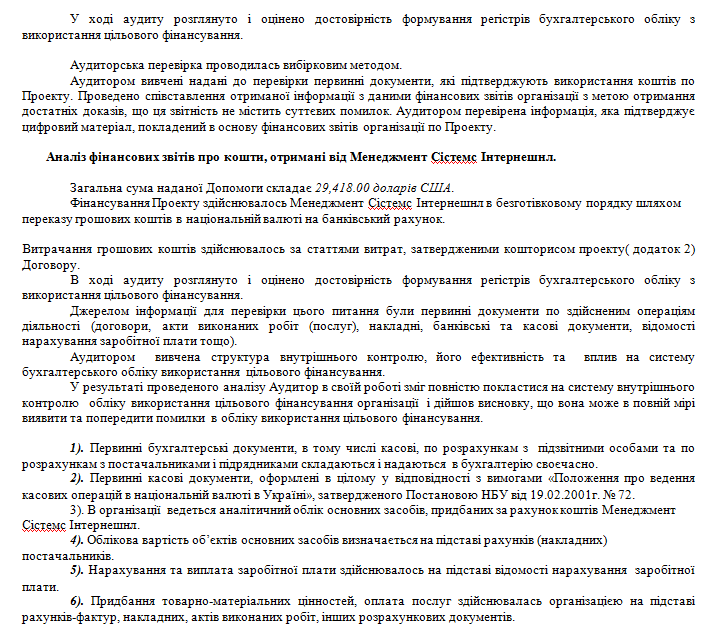 У ході аудиту розглянуто і оцінено достовірність формування регістрів бухгалтерського обліку з
використання цільового фінансування.
Аудиторська перевірка проводилась вибірковим методом.
Аудитором вивчені надані до перевірки первинні документи, які підтверджують використання коштів по
Проекту. Проведено співставлення отриманої інформації з даними фінансових звітів організації з метою отримання
достатніх доказів, що ця звітність не містить суттєвих помилок. Аудитором перевірена інформація, яка підтверджує
цифровий матеріал, покладений в основу фінансових звітів організації по Проекту.
Аналіз фінансових звітів про кошти, отримані від Менеджмент Сістемс Інтернешнл.
Загальна сума наданої Допомоги складає 29,418.00 доларів США.
Фінансування Проекту здійснювалось Менеджмент Сістемс Інтернешнл в безготівковому порядку шляхом
переказу грошових коштів в національній валюті на банківський рахунок.
Витрачання грошових коштів здійснювалось за статтями витрат, затвердженими кошторисом проекту( додаток 2)
Договору.
В ході аудиту розглянуто і оцінено достовірність формування регістрів бухгалтерського обліку з
використання цільового фінансування.
Джерелом інформації для перевірки цього питання були первинні документи по здійсненим операціям
діяльності (договори, акти виконаних робіт (послуг), накладні, банківські та касові документи, відомості
нарахування заробітної плати тощо).
Аудитором вивчена структура внутрішнього контролю, його ефективність та вплив на систему
бухгалтерського обліку використання цільового фінансування.
У результаті проведеного аналізу Аудитор в своїй роботі зміг повністю покластися на систему внутрішнього
контролю обліку використання цільового фінансування організації і дійшов висновку, що вона може в повній мірі
виявити та попередити помилки в обліку використання цільового фінансування.
1). Первинні бухгалтерські документи, в тому числі касові, по розрахункам з підзвітними особами та по
розрахункам з постачальниками і підрядниками складаються і надаються в бухгалтерію своєчасно.
2). Первинні касові документи, оформлені в цілому у відповідності з вимогами «Положення про ведення
касових операцій в національній валюті в Україні», затвердженого Постановою НБУ від 19.02.2001г. № 72.
3). В організації ведеться аналітичний облік основних засобів, придбаних за рахунок коштів Менеджмент
Сістемс Інтернешнл.
4). Облікова вартість об’єктів основних засобів визначається на підставі рахунків (накладних)
постачальників.
5). Нарахування та виплата заробітної плати здійснювалось на підставі відомості нарахування заробітної
плати.
6). Придбання товарно-матеріальних цінностей, оплата послуг здійснювалась організацією на підставі
рахунків-фактур, накладних, актів виконаних робіт, інших розрахункових документів.